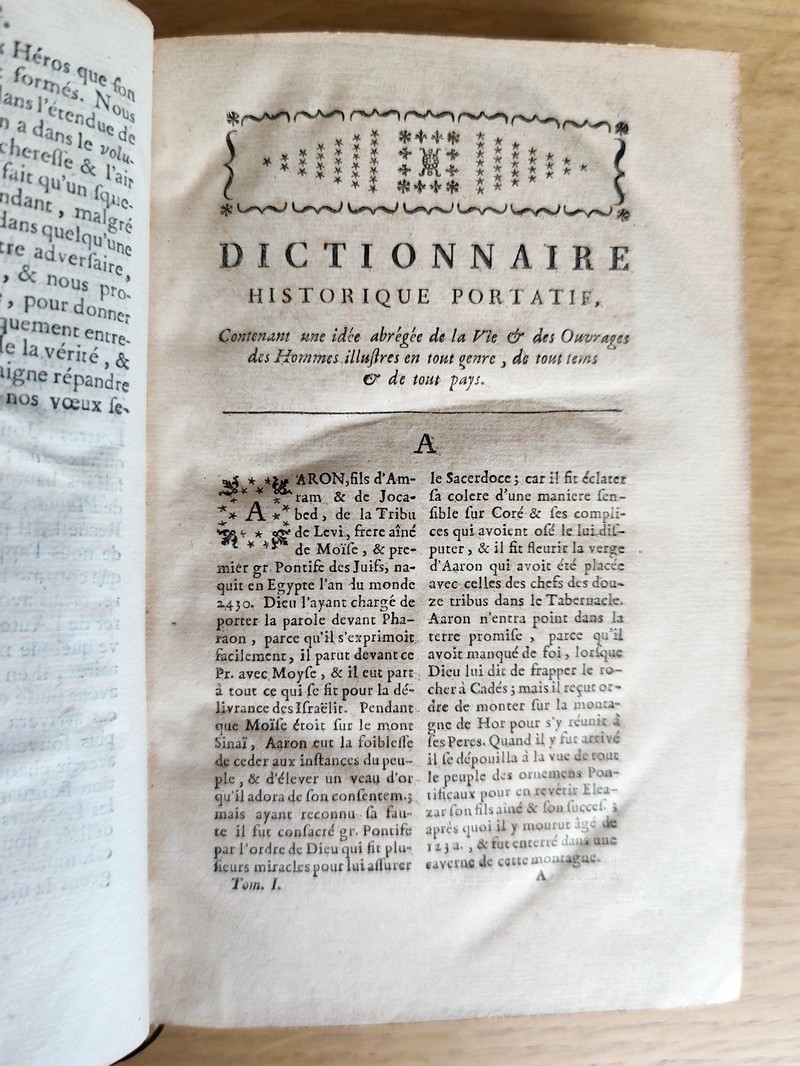 x Héros que ſon
formés. Nous
dans l'étendue de
n a dans le volu-
chereſſe & l'air
fait qu'un ſque-
ndant, malgré
dans quelqu'une
tre adverſaire,
, & nous pro-
, pour donner
quement entre-
le la vérité, &
aigne répandre
nos vœux ſe-
DICTIONNAIRE
HISTORIQUE PORTATIF,
Contenant une idée abrégée de la Vie & des Ouvrages
des Hommes illuſtres en tout genre, de tout tems
& de tout pays.
A
AARON, fils d'Am-
ram & de Joca-
bed, de la Tribu
de Levi, frere aîné
de Moïſe, & pre-
mier gr. Pontife des Juifs, na-
quit en Egypte l'an du monde
2430. Dieu l'ayant chargé de
porter la parole devant Pha-
raon, parce qu'il s'exprimoit
facilement, il parut devant ce
Pr. avec Moyſe, & il eut part
à tout ce qui ſe fit pour la dé-
livrance des Iſraëlit. Pendant
que Moïſe étoit ſur le mont
Sinaï, Aaron eut la foibleſſe
de ceder aux inſtances du peu-
ple, & d'élever un veau d'or
qu'il adora de ſon conſentem.;
mais ayant reconnu ſa fau-
te il fut conſacré gr. Pontife
par l'ordre de Dieu qui fit plu-
ſieurs miracles pour lui aſſurer
Tom. I.
le Sacerdoce; car il fit éclater
ſa colere d'une maniere ſen-
ſible ſur Coré & ſes compli-
ces qui avoient oſé le lui diſ-
puter, & il fit fleurir la verge
d'Aaron qui avoit été placée
avec celles des chefs des dou-
ze tribus dans le Tabernacle.
Aaron n'entra point dans la
terre promiſe, parce qu'il
avoit manqué de foi, lorſque
Dieu lui dit de frapper le ro-
cher à Cadés; mais il reçut or-
dre de monter ſur la monta-
gne de Hor pour s'y réunir à
ſes Peres. Quand il y fut arrivé
il ſe dépouilla à la vue de tout
le peuple des ornemens Pon-
tificaux pour en revêtir Elea-
zar ſon fils aîné & ſon ſucceſ. ;
après quoi il y mourut âgé de
123 a., & fut enterré dans une
caverne de cette montagne.
A